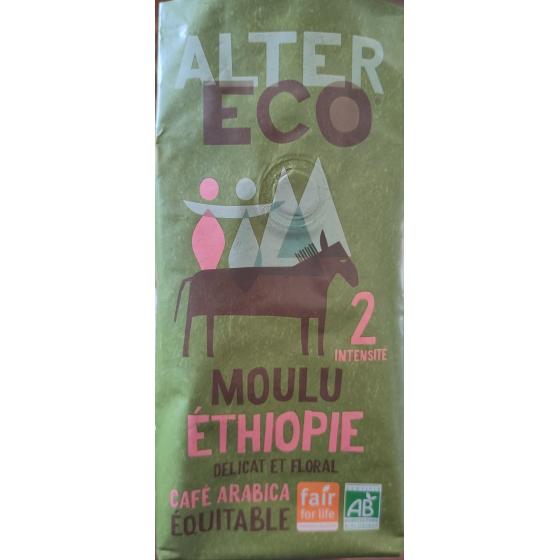 ALTER
ECO
2
INTENSITÉ
MOULU
ÉTHIOPIE
DÉLICAT ET FLORAL
CAFÉ ARABICA
ÉQUITABLE
fair
for life
AB